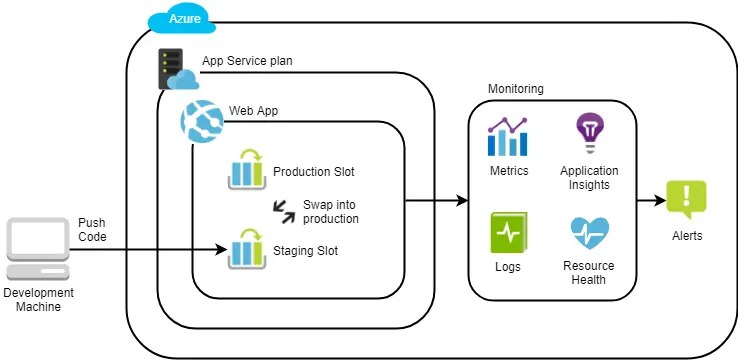 Azure
App Service plan
Web App
Production Slot
Swap into
production
Staging Slot
Push
Code
Development
Machine
Monitoring
Metrics
Application
Insights
Logs
Resource
Health
Alerts